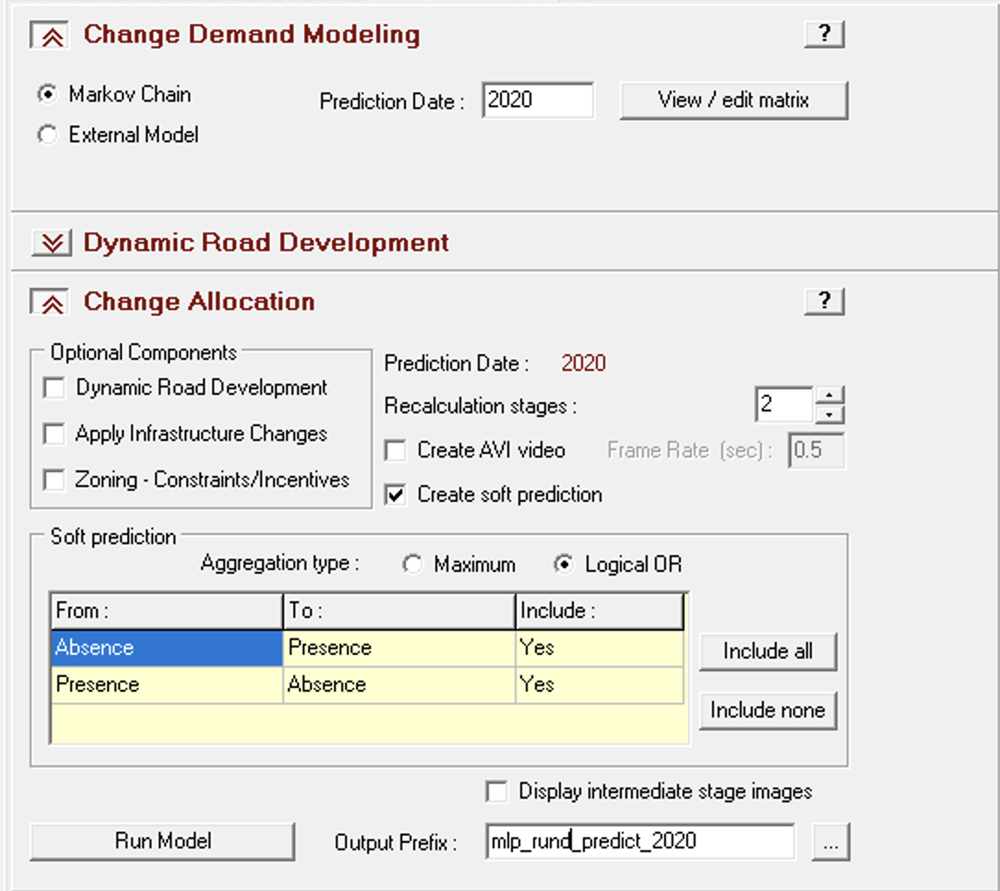 Change Demand Modeling ?
Markov Chain Prediction Date : 2020 View / edit matrix
External Model
Dynamic Road Development
Change Allocation ?
Optional Components Prediction Date : 2020
Dynamic Road Development
Recalculation stages : 2
Apply Infrastructure Changes
Create AVI video Frame Rate (sec) : 0.5
Zoning - Constraints/Incentives
Create soft prediction
Soft prediction
Aggregation type : Maximum Logical OR
From : To : Include :
Absence Presence Yes
Include all
Presence Absence Yes
Include none
Display intermediate stage images
Run Model Output Prefix : mlp_rund_predict_2020 ...